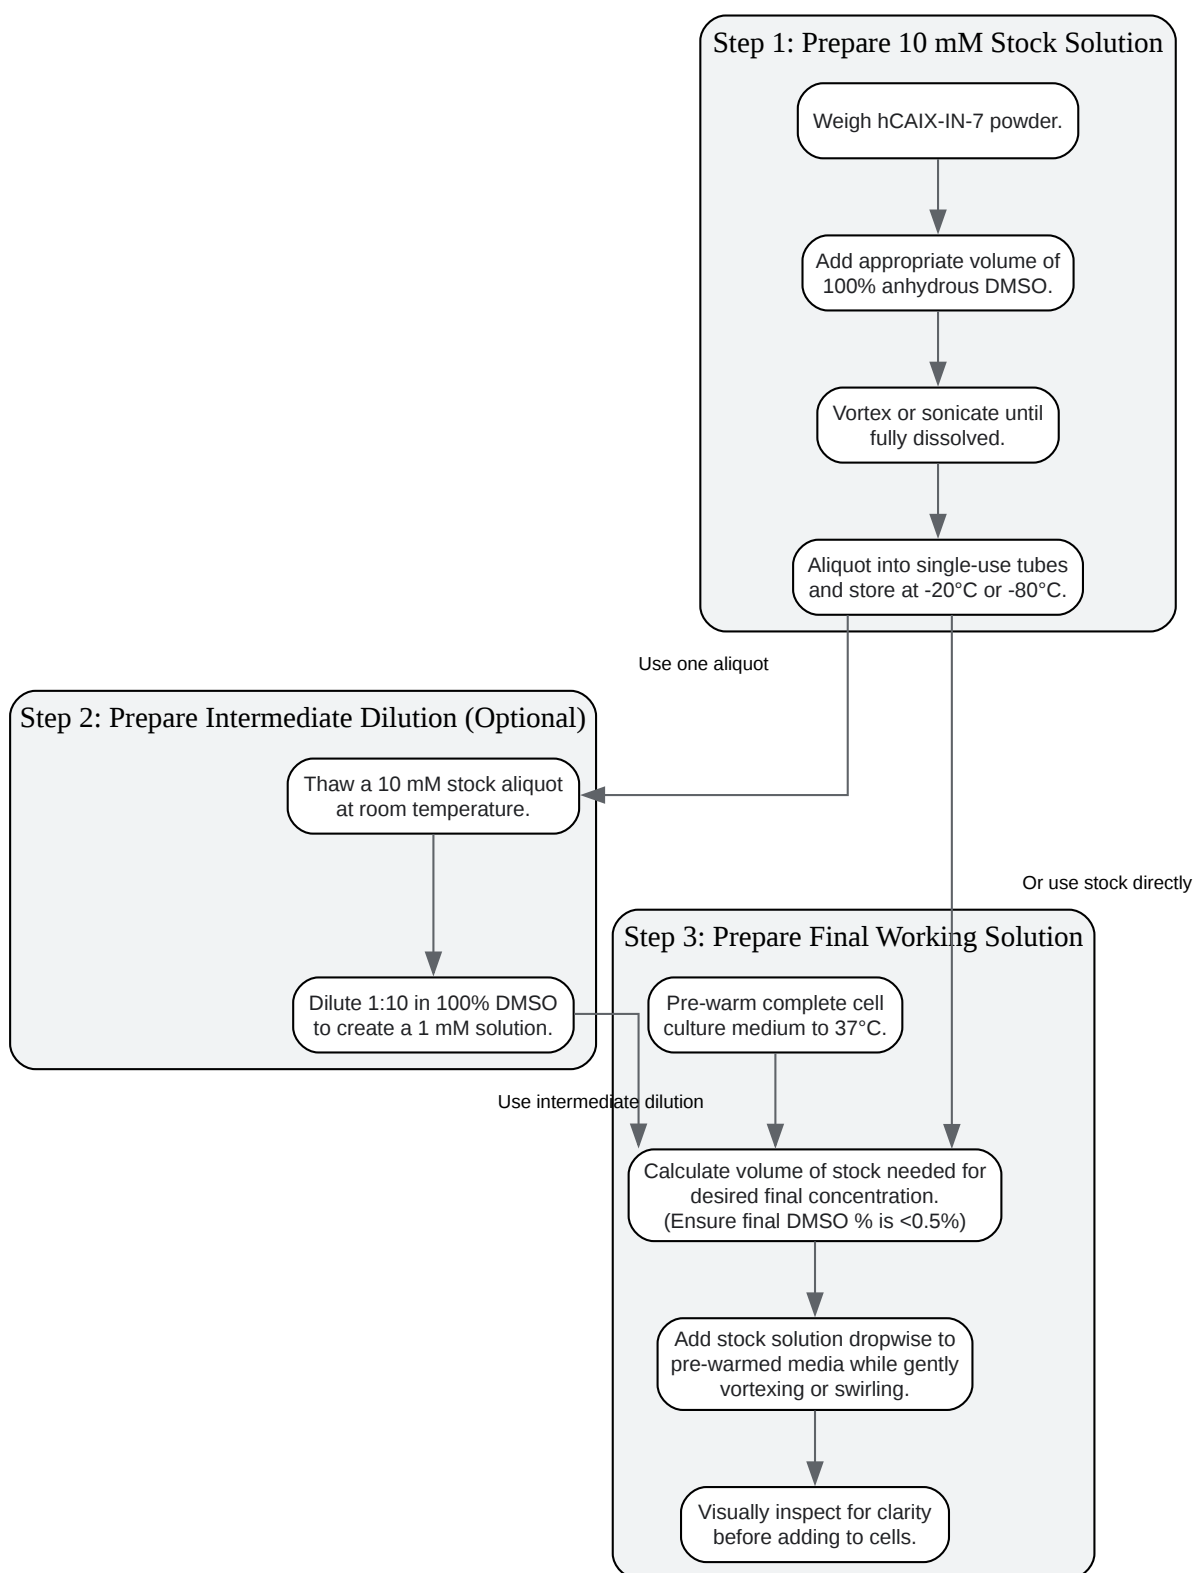 Step 1: Prepare 10 mM Stock Solution
Weigh hCAIX-IN-7 powder.
Add appropriate volume of
100% anhydrous DMSO.
Vortex or sonicate until
fully dissolved.
Aliquot into single-use tubes
and store at -20°C or -80°C.
Use one aliquot
Step 2: Prepare Intermediate Dilution (Optional)
Thaw a 10 mM stock aliquot
at room temperature.
Dilute 1:10 in 100% DMSO
to create a 1 mM solution.
Use intermediate dilution
Or use stock directly
Step 3: Prepare Final Working Solution
Pre-warm complete cell
culture medium to 37°C.
Calculate volume of stock needed for
desired final concentration.
(Ensure final DMSO % is <0.5%)
Add stock solution dropwise to
pre-warmed media while gently
vortexing or swirling.
Visually inspect for clarity
before adding to cells.